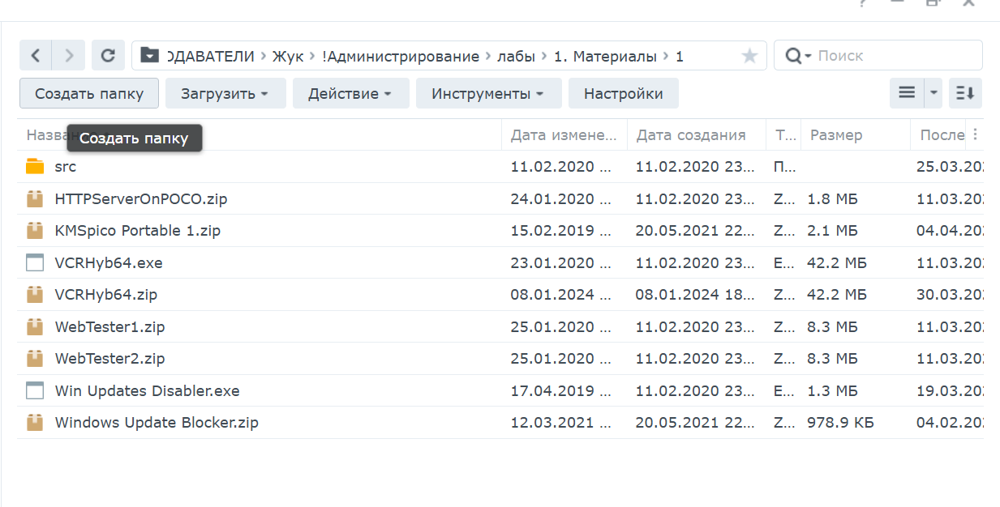 ОДАВАТЕЛИ › Жук › !Администрирование › лабы › 1. Материалы › 1 Поиск
Создать папку Загрузить Действие Инструменты Настройки
Дата измене... Дата создания Т... Размер После
Создать папку
src 11.02.2020 ... 11.02.2020 23... П... 25.03.20
HTTPServerOnPOCO.zip 24.01.2020 ... 11.02.2020 23... Z... 1.8 МБ 11.03.20
KMSpico Portable 1.zip 15.02.2019 ... 20.05.2021 22... Z... 2.1 МБ 04.04.20
VCRHyb64.exe 23.01.2020 ... 11.02.2020 23... E... 42.2 МБ 11.03.20
VCRHyb64.zip 08.01.2024 ... 08.01.2024 18... Z... 42.2 МБ 30.03.20
WebTester1.zip 25.01.2020 ... 11.02.2020 23... Z... 8.3 МБ 11.03.20
WebTester2.zip 25.01.2020 ... 11.02.2020 23... Z... 8.3 МБ 11.03.20
Win Updates Disabler.exe 17.04.2019 ... 11.02.2020 23... E... 1.3 МБ 19.03.20
Windows Update Blocker.zip 12.03.2021 ... 20.05.2021 22... Z... 978.9 КБ 04.02.20